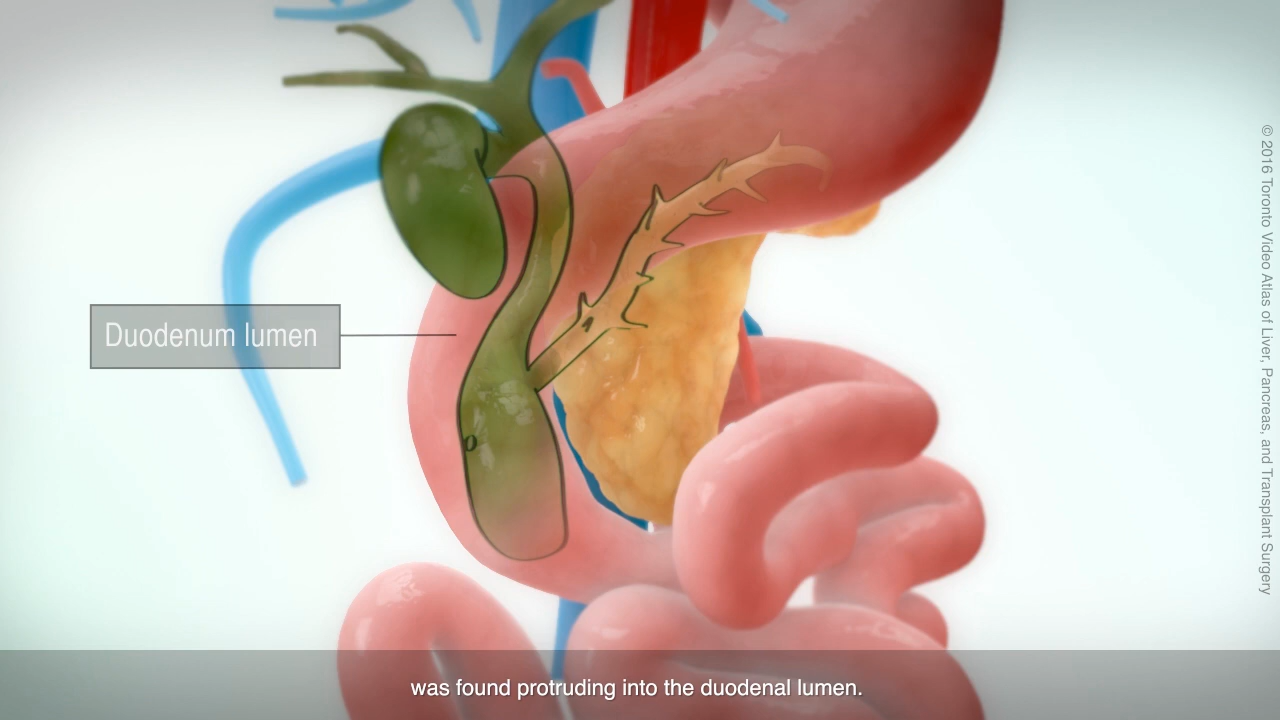 Duodenum lumen
was found protruding into the duodenal lumen.
© 2016 Toronto Video Atlas of Liver, Pancreas, and Transplant Surgery